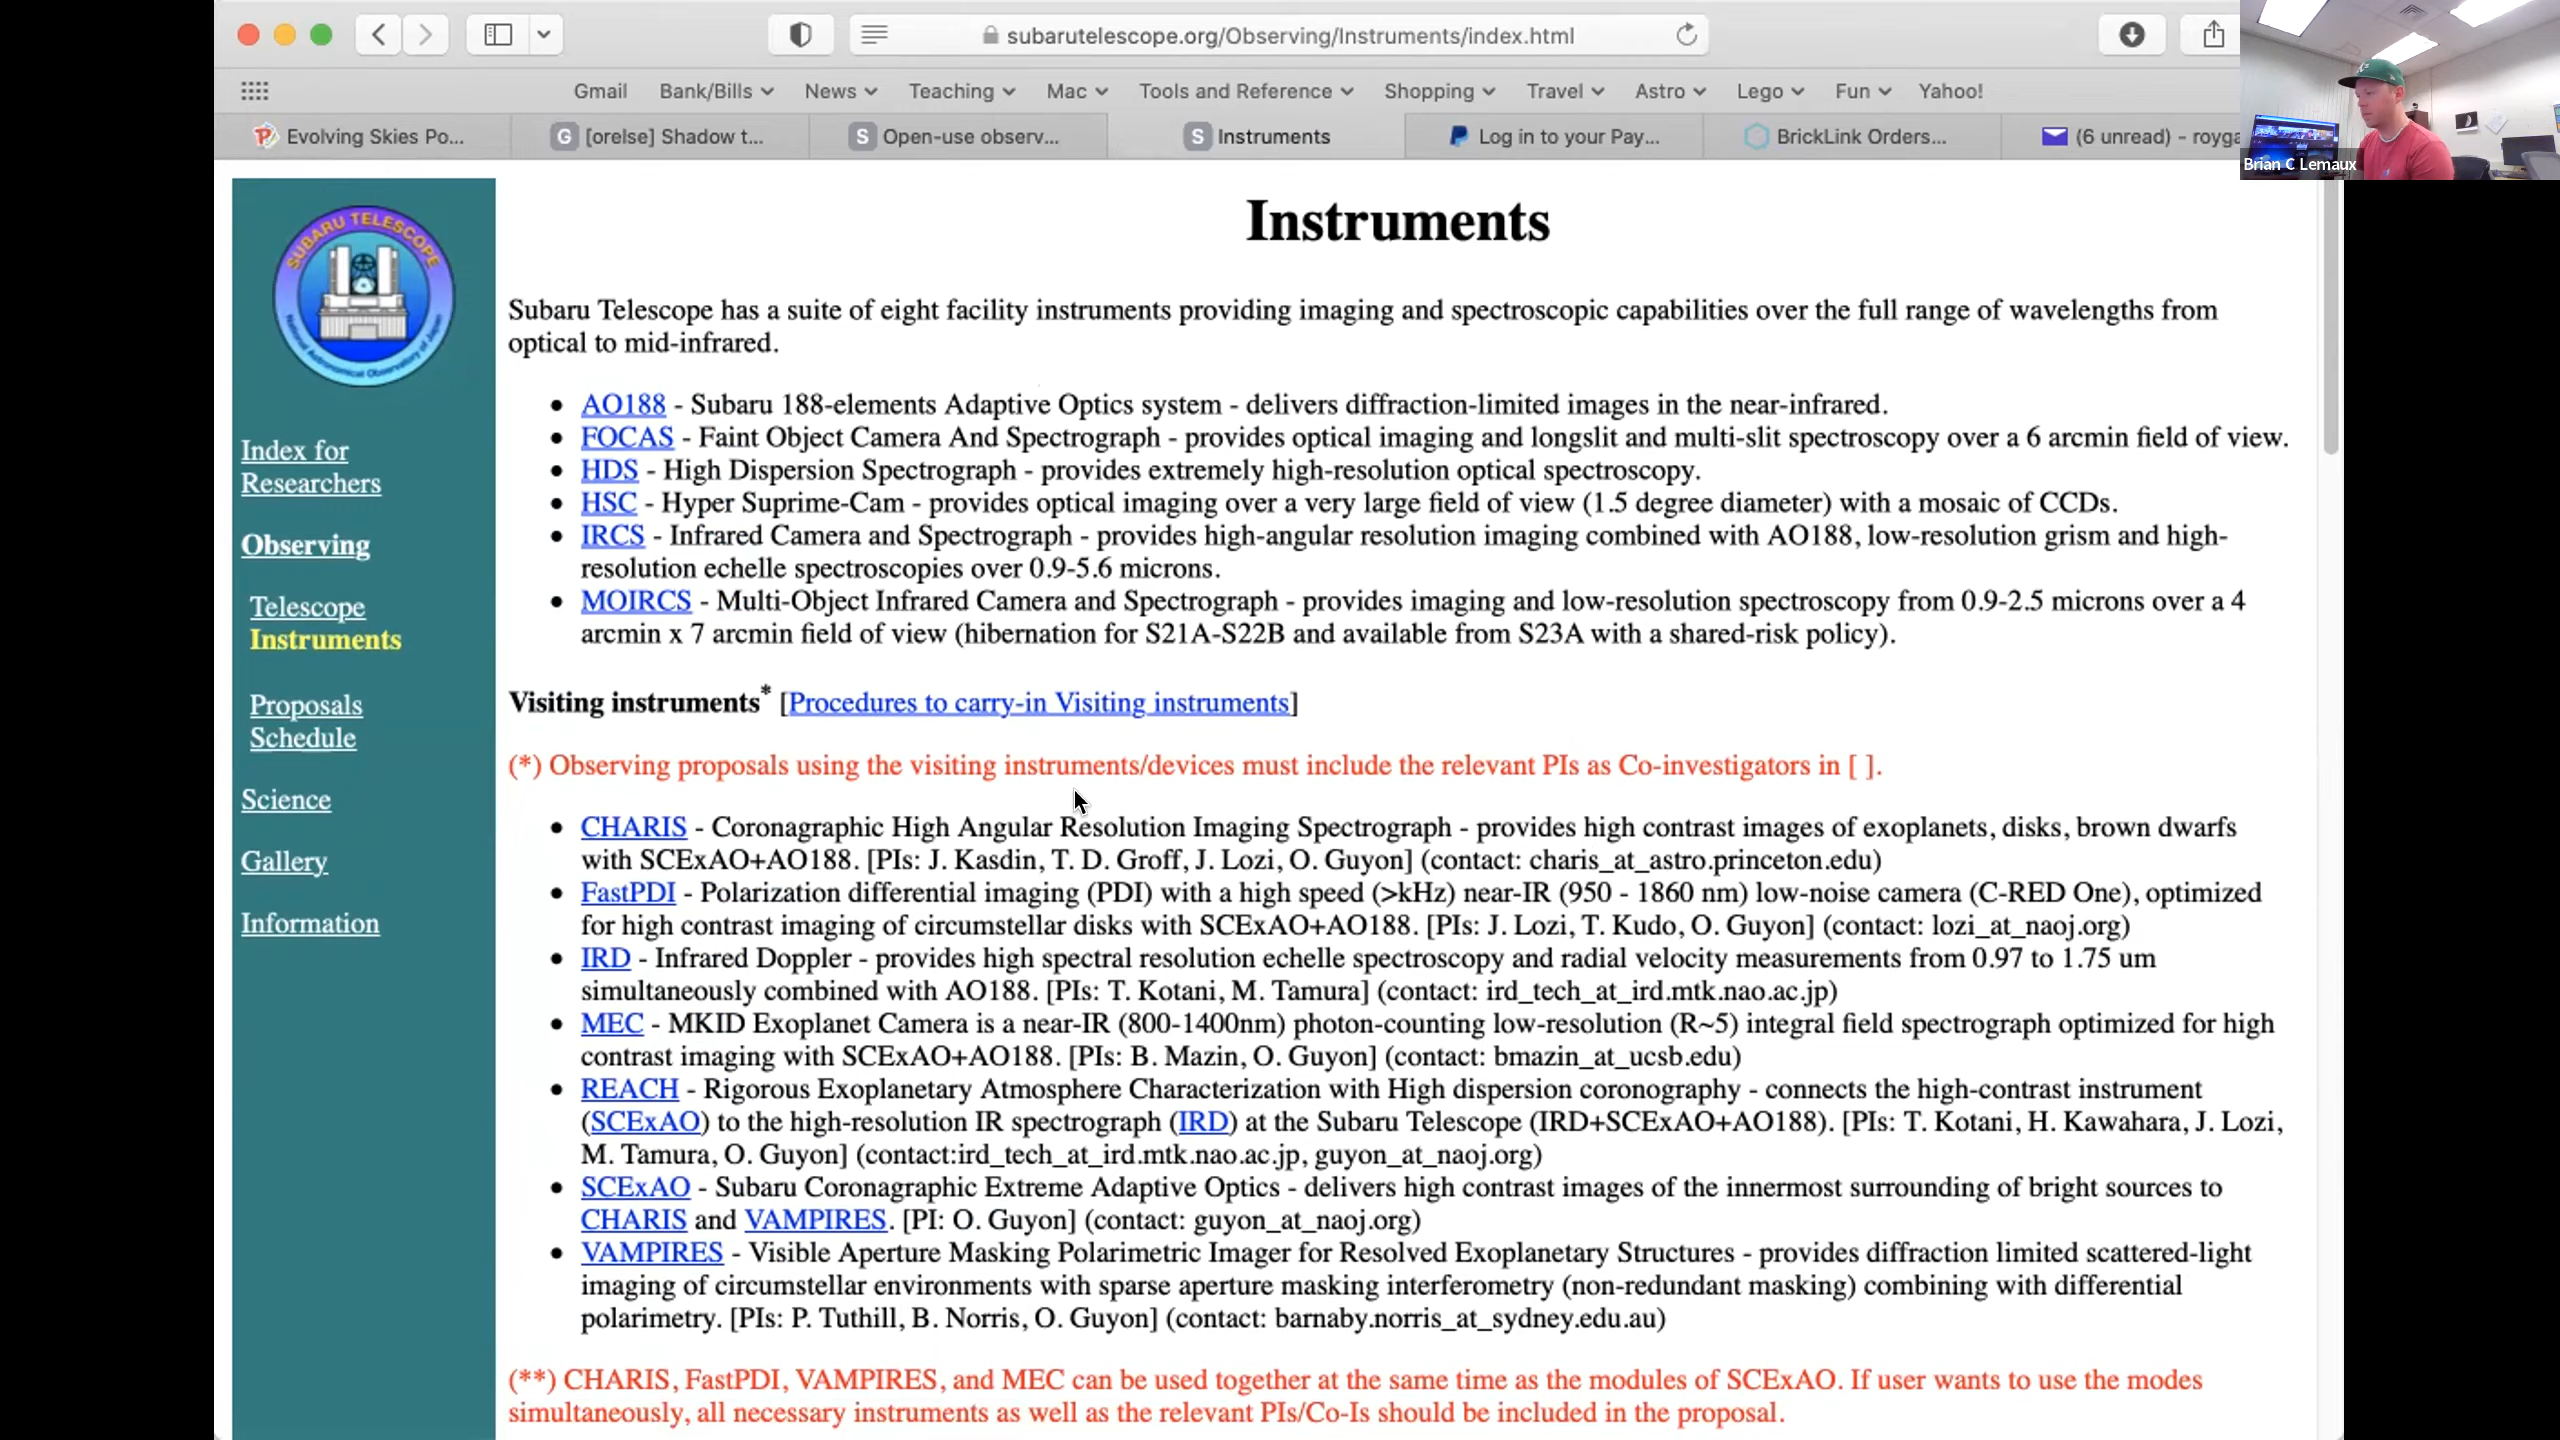 subarutelescope.org/Observing/Instruments/index.html
Gmail Bank/Bills News Teaching Mac Tools and Reference Shopping Travel Astro Lego Fun Yahoo!
Evolving Skies Po... [orelse] Shadow t... Open-use observ... Instruments Log in to your Pay... BrickLink Orders... (6 unread) - royga
Brian C Lemaux
SUBARU TELESCOPE
National Astronomical Observatory of Japan
Index for
Researchers
Observing
Telescope
Instruments
Proposals
Schedule
Science
Gallery
Information
Instruments
Subaru Telescope has a suite of eight facility instruments providing imaging and spectroscopic capabilities over the full range of wavelengths from
optical to mid-infrared.
• AO188 - Subaru 188-elements Adaptive Optics system - delivers diffraction-limited images in the near-infrared.
• FOCAS - Faint Object Camera And Spectrograph - provides optical imaging and longslit and multi-slit spectroscopy over a 6 arcmin field of view.
• HDS - High Dispersion Spectrograph - provides extremely high-resolution optical spectroscopy.
• HSC - Hyper Suprime-Cam - provides optical imaging over a very large field of view (1.5 degree diameter) with a mosaic of CCDs.
• IRCS - Infrared Camera and Spectrograph - provides high-angular resolution imaging combined with AO188, low-resolution grism and high-
resolution echelle spectroscopies over 0.9-5.6 microns.
• MOIRCS - Multi-Object Infrared Camera and Spectrograph - provides imaging and low-resolution spectroscopy from 0.9-2.5 microns over a 4
arcmin x 7 arcmin field of view (hibernation for S21A-S22B and available from S23A with a shared-risk policy).
Visiting instruments* [Procedures to carry-in Visiting instruments]
(*) Observing proposals using the visiting instruments/devices must include the relevant PIs as Co-investigators in [ ].
• CHARIS - Coronagraphic High Angular Resolution Imaging Spectrograph - provides high contrast images of exoplanets, disks, brown dwarfs
with SCExAO+AO188. [PIs: J. Kasdin, T. D. Groff, J. Lozi, O. Guyon] (contact: charis_at_astro.princeton.edu)
• FastPDI - Polarization differential imaging (PDI) with a high speed (>kHz) near-IR (950 - 1860 nm) low-noise camera (C-RED One), optimized
for high contrast imaging of circumstellar disks with SCExAO+AO188. [PIs: J. Lozi, T. Kudo, O. Guyon] (contact: lozi_at_naoj.org)
• IRD - Infrared Doppler - provides high spectral resolution echelle spectroscopy and radial velocity measurements from 0.97 to 1.75 um
simultaneously combined with AO188. [PIs: T. Kotani, M. Tamura] (contact: ird_tech_at_ird.mtk.nao.ac.jp)
• MEC - MKID Exoplanet Camera is a near-IR (800-1400nm) photon-counting low-resolution (R~5) integral field spectrograph optimized for high
contrast imaging with SCExAO+AO188. [PIs: B. Mazin, O. Guyon] (contact: bmazin_at_ucsb.edu)
• REACH - Rigorous Exoplanetary Atmosphere Characterization with High dispersion coronography - connects the high-contrast instrument
(SCExAO) to the high-resolution IR spectrograph (IRD) at the Subaru Telescope (IRD+SCExAO+AO188). [PIs: T. Kotani, H. Kawahara, J. Lozi,
M. Tamura, O. Guyon] (contact:ird_tech_at_ird.mtk.nao.ac.jp, guyon_at_naoj.org)
• SCExAO - Subaru Coronagraphic Extreme Adaptive Optics - delivers high contrast images of the innermost surrounding of bright sources to
CHARIS and VAMPIRES. [PI: O. Guyon] (contact: guyon_at_naoj.org)
• VAMPIRES - Visible Aperture Masking Polarimetric Imager for Resolved Exoplanetary Structures - provides diffraction limited scattered-light
imaging of circumstellar environments with sparse aperture masking interferometry (non-redundant masking) combining with differential
polarimetry. [PIs: P. Tuthill, B. Norris, O. Guyon] (contact: barnaby.norris_at_sydney.edu.au)
(**) CHARIS, FastPDI, VAMPIRES, and MEC can be used together at the same time as the modules of SCExAO. If user wants to use the modes
simultaneously, all necessary instruments as well as the relevant PIs/Co-Is should be included in the proposal.